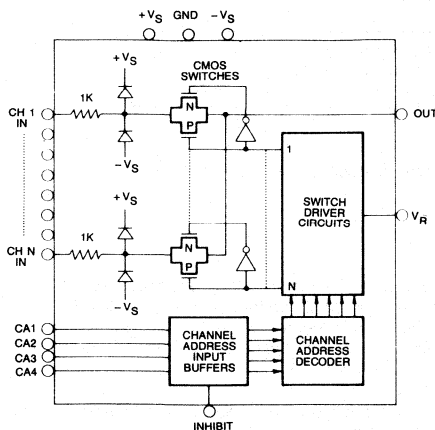 +VS GND −VS
+VS
CMOS
SWITCHES
CH 1
IN
1K
N
P
OUT
−VS
1
SWITCH
DRIVER
CIRCUITS
VR
+VS
1K
N
P
CH N
IN
−VS
N
CA1
CA2
CA3
CA4
CHANNEL
ADDRESS
INPUT
BUFFERS
CHANNEL
ADDRESS
DECODER
INHIBIT